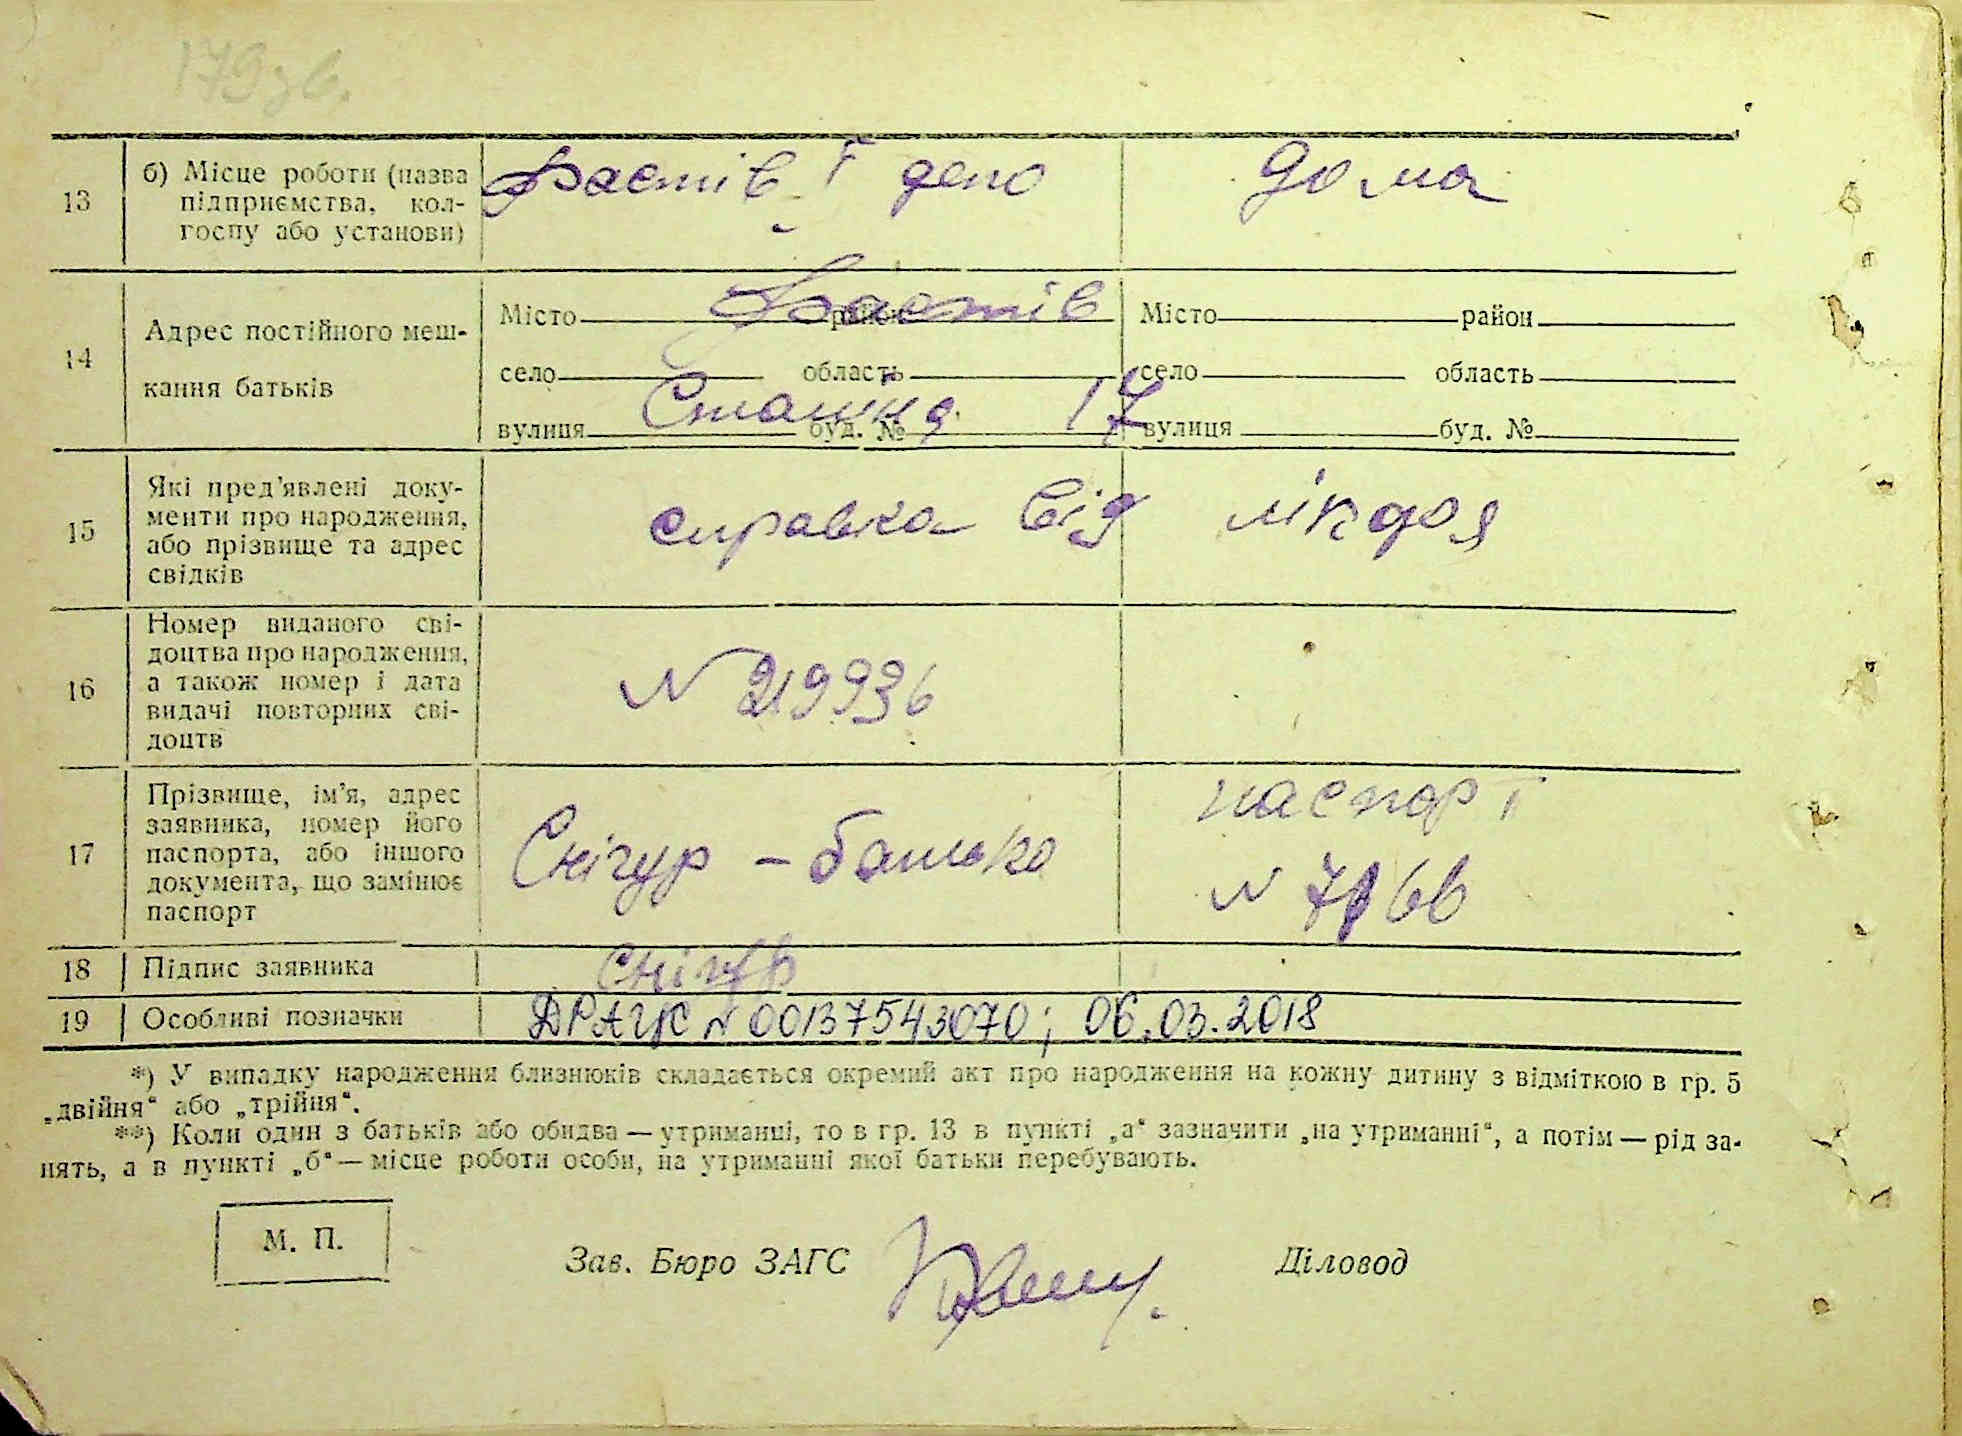 179зв.
13
б) Місце роботи (назва
підприємства, кол-
госпу або установи)
Фастів Т депо
Дома
14
Адрес постійного меш-
кання батьків
Місто Фастів район
село область
вулиця Сталіна буд. № 17
Місто район
село область
вулиця буд. №
15
Які пред'явлені доку-
менти про народження,
або прізвище та адрес
свідків
справка від лікдоя
16
Номер виданого сві-
доцтва про народження,
а також номер і дата
видачі повторних сві-
доцтв
N 219936
17
Прізвище, ім'я, адрес
заявника, номер його
паспорта, або іншого
документа, що замінює
паспорт
Снігур – батько
паспорт
N
18
Підпис заявника
Снігур
19
Особливі позначки
ДРАЦС N 00137543070; 06.03.2018
*) У випадку народження близнюків складається окремий акт про народження на кожну дитину з відміткою в гр. 5
„двійня“ або „трійня“.
**) Коли один з батьків або обидва — утриманці, то в гр. 13 в пункті „а“ зазначити „на утриманні“, а потім — рід за-
нять, а в пункті „б“ — місце роботи особи, на утриманні якої батьки перебувають.
М. П.
Зав. Бюро ЗАГС
Діловод